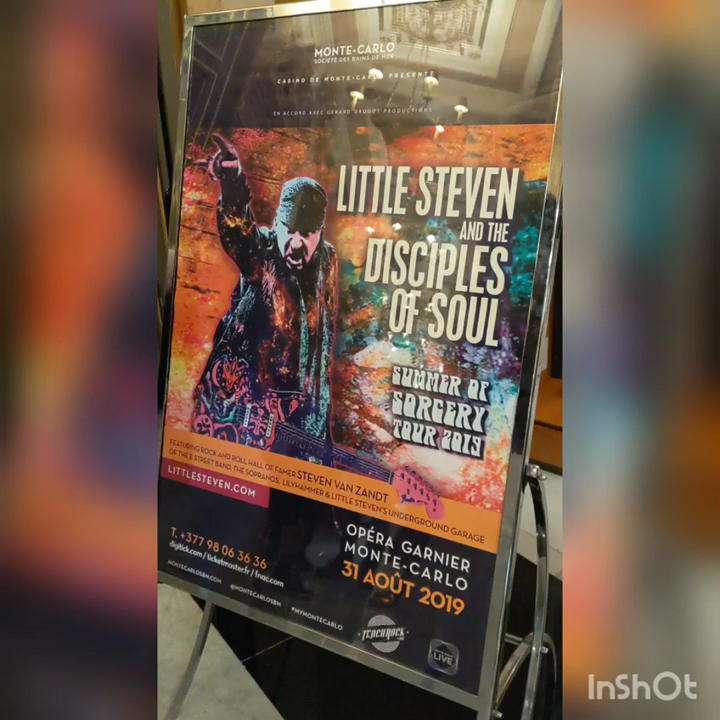 MONTE-CARLO
SOCIÉTÉ DES BAINS DE MER
CASINO DE MONTE-CARLO PRÉSENTE
EN ACCORD AVEC GÉRARD DROUOT PRODUCTIONS
LITTLE STEVEN
AND THE
DISCIPLES
OF SOUL
SUMMER OF
SORCERY
TOUR 2019
FEATURING ROCK AND ROLL HALL OF FAMER STEVEN VAN ZANDT
OF THE E STREET BAND, THE SOPRANOS, LILYHAMMER & LITTLE STEVEN'S UNDERGROUND GARAGE
LITTLESTEVEN.COM
T. +377 98 06 36 36
digitick.com / ticketmaster.fr / fnac.com
OPÉRA GARNIER
MONTE-CARLO
31 AOÛT 2019
MONTECARLOSBM.COM
@MONTECARLOSBM
#MYMONTECARLO
TEACHROCK
LIVE
InShOt